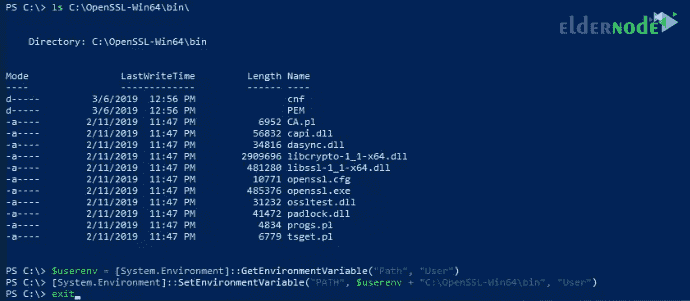 PS C:\> ls C:\OpenSSL-Win64\bin\
ELDERNODE
Directory: C:\OpenSSL-Win64\bin
Mode LastWriteTime Length Name
---- ------------- ------ ----
d----- 3/6/2019 12:56 PM cnf
d----- 3/6/2019 12:56 PM PEM
-a---- 2/11/2019 11:47 PM 6952 CA.pl
-a---- 2/11/2019 11:47 PM 56832 capi.dll
-a---- 2/11/2019 11:47 PM 34816 dasync.dll
-a---- 2/11/2019 11:47 PM 2909696 libcrypto-1_1-x64.dll
-a---- 2/11/2019 11:47 PM 481280 libssl-1_1-x64.dll
-a---- 2/11/2019 11:47 PM 10771 openssl.cfg
-a---- 2/11/2019 11:47 PM 485376 openssl.exe
-a---- 2/11/2019 11:47 PM 31232 ossltest.dll
-a---- 2/11/2019 11:47 PM 41472 padlock.dll
-a---- 2/11/2019 11:47 PM 4834 progs.pl
-a---- 2/11/2019 11:47 PM 6779 tsget.pl
PS C:\> $userenv = [System.Environment]::GetEnvironmentVariable("Path", "User")
PS C:\> [System.Environment]::SetEnvironmentVariable("PATH", $userenv + "C:\OpenSSL-Win64\bin", "User")
PS C:\> exit